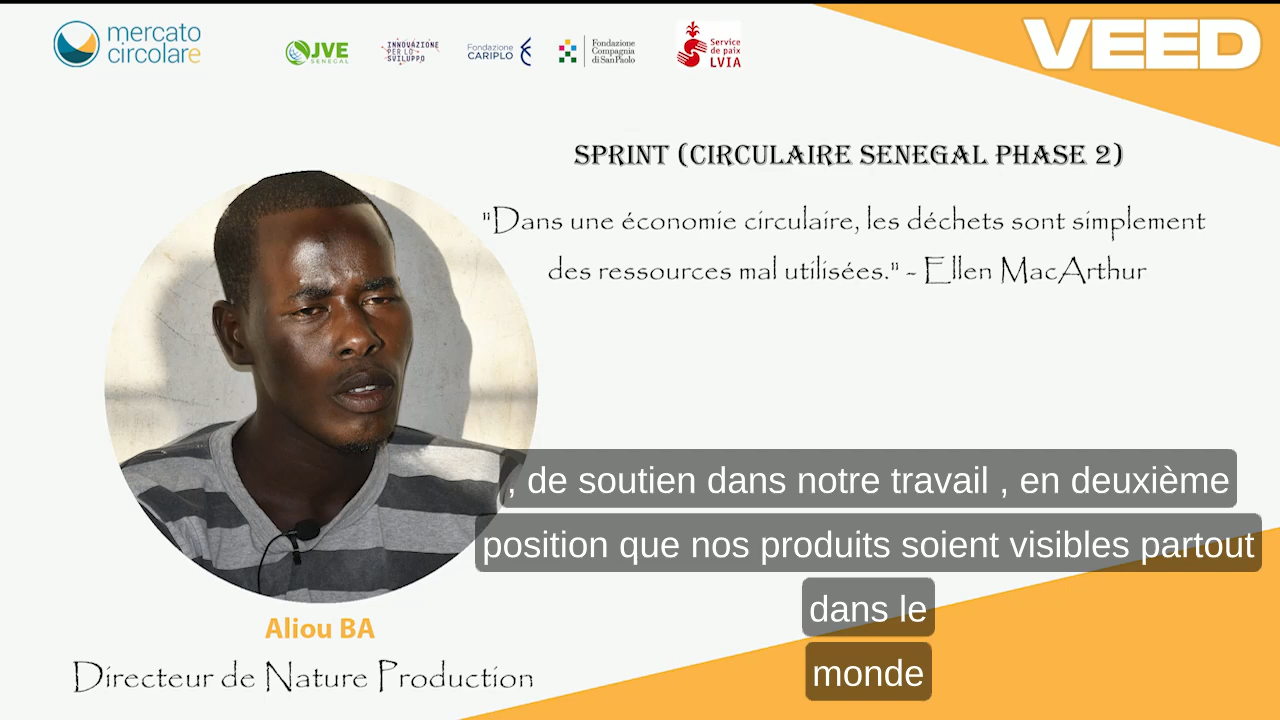 mercato
circolare
JVE
SENEGAL
INNOVAZIONE
PER LO
SVILUPPO
Fondazione
CARIPLO
Fondazione
Compagnia
di San Paolo
Service
de paix
LVIA
VEED
SPRINT (CIRCULAIRE SENEGAL PHASE 2)
"Dans une économie circulaire, les déchets sont simplement
des ressources mal utilisées." - Ellen MacArthur
, de soutien dans notre travail , en deuxième
position que nos produits soient visibles partout
dans le
monde
Aliou BA
Directeur de Nature Production